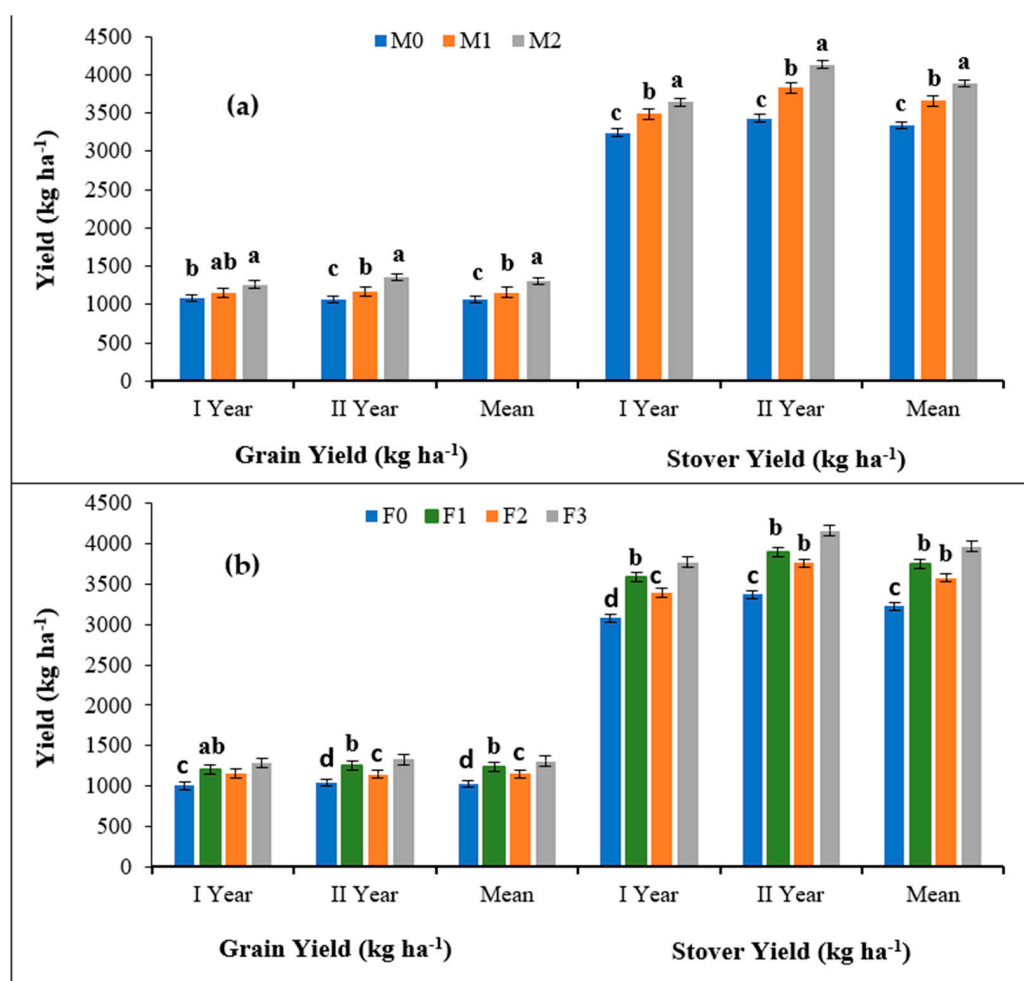 4500
4000
3500
3000
2500
2000
1500
1000
500
0
Yield (kg ha⁻¹)
M0 M1 M2
(a)
b ab a c b a c b a c b a c b a c b a
I Year II Year Mean I Year II Year Mean
Grain Yield (kg ha⁻¹) Stover Yield (kg ha⁻¹)
4500
4000
3500
3000
2500
2000
1500
1000
500
0
Yield (kg ha⁻¹)
F0 F1 F2 F3
(b)
c ab d b c d b c d b c c b b c b b
I Year II Year Mean I Year II Year Mean
Grain Yield (kg ha⁻¹) Stover Yield (kg ha⁻¹)